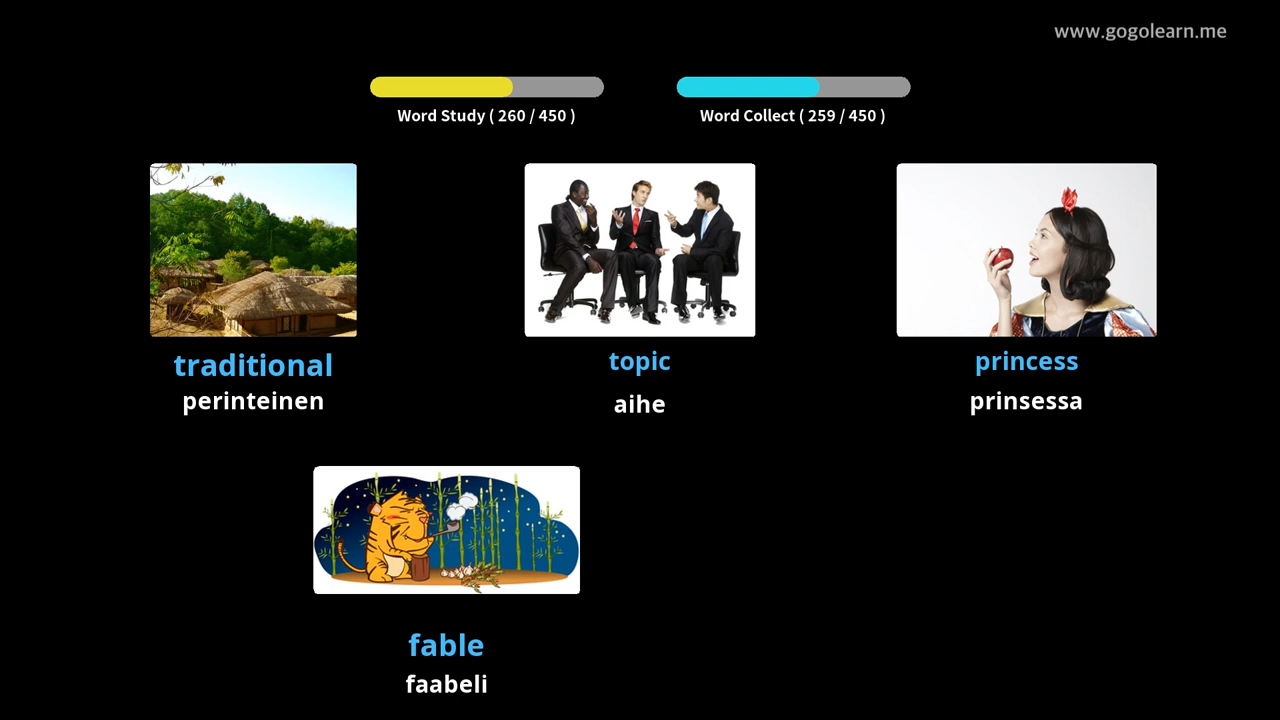 www.gogolearn.me
Word Study ( 260 / 450 )
Word Collect ( 259 / 450 )
traditional
perinteinen
topic
aihe
princess
prinsessa
fable
faabeli